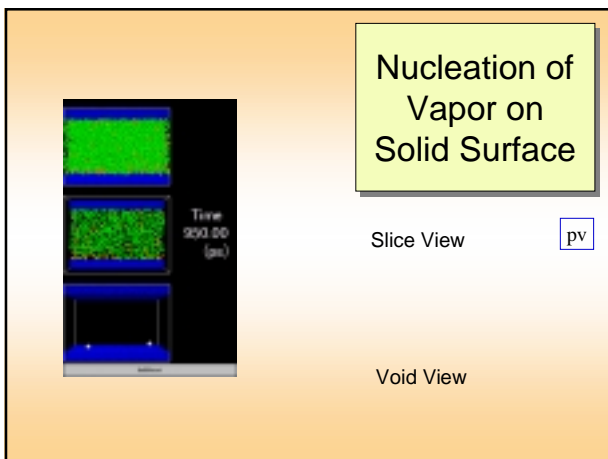 Nucleation of
Vapor on
Solid Surface
Time
950.00
(ps)
Slice View
pv
Void View